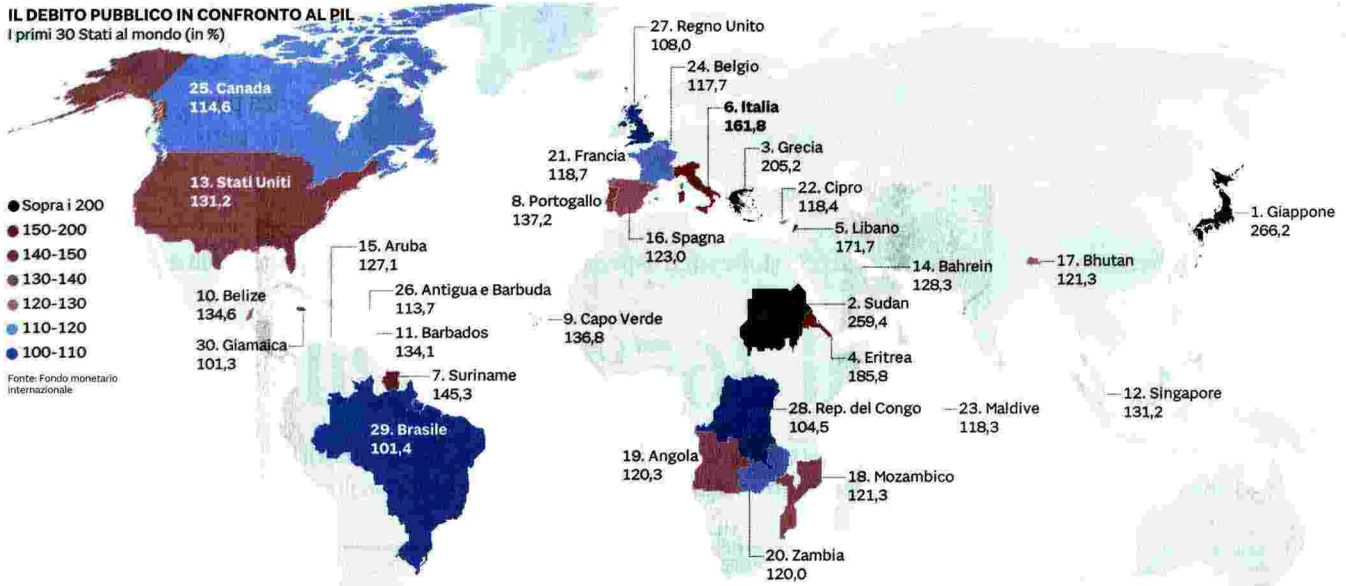 IL DEBITO PUBBLICO IN CONFRONTO AL PIL
I primi 30 Stati al mondo (in %)
25. Canada
114,6
13. Stati Uniti
131,2
Sopra i 200
150-200
140-150
130-140
120-130
110-120
100-110
Fonte: Fondo monetario
internazionale
15. Aruba
127,1
10. Belize
134,6
26. Antigua e Barbuda
113,7
11. Barbados
134,1
30. Giamaica
101,3
7. Suriname
145,3
29. Brasile
101,4
27. Regno Unito
108,0
24. Belgio
117,7
6. Italia
161,8
21. Francia
118,7
3. Grecia
205,2
8. Portogallo
137,2
22. Cipro
118,4
16. Spagna
123,0
5. Libano
171,7
1. Giappone
266,2
14. Bahrein
128,3
17. Bhutan
121,3
9. Capo Verde
136,8
2. Sudan
259,4
4. Eritrea
185,8
28. Rep. del Congo
104,5
23. Maldive
118,3
12. Singapore
131,2
19. Angola
120,3
18. Mozambico
121,3
20. Zambia
120,0